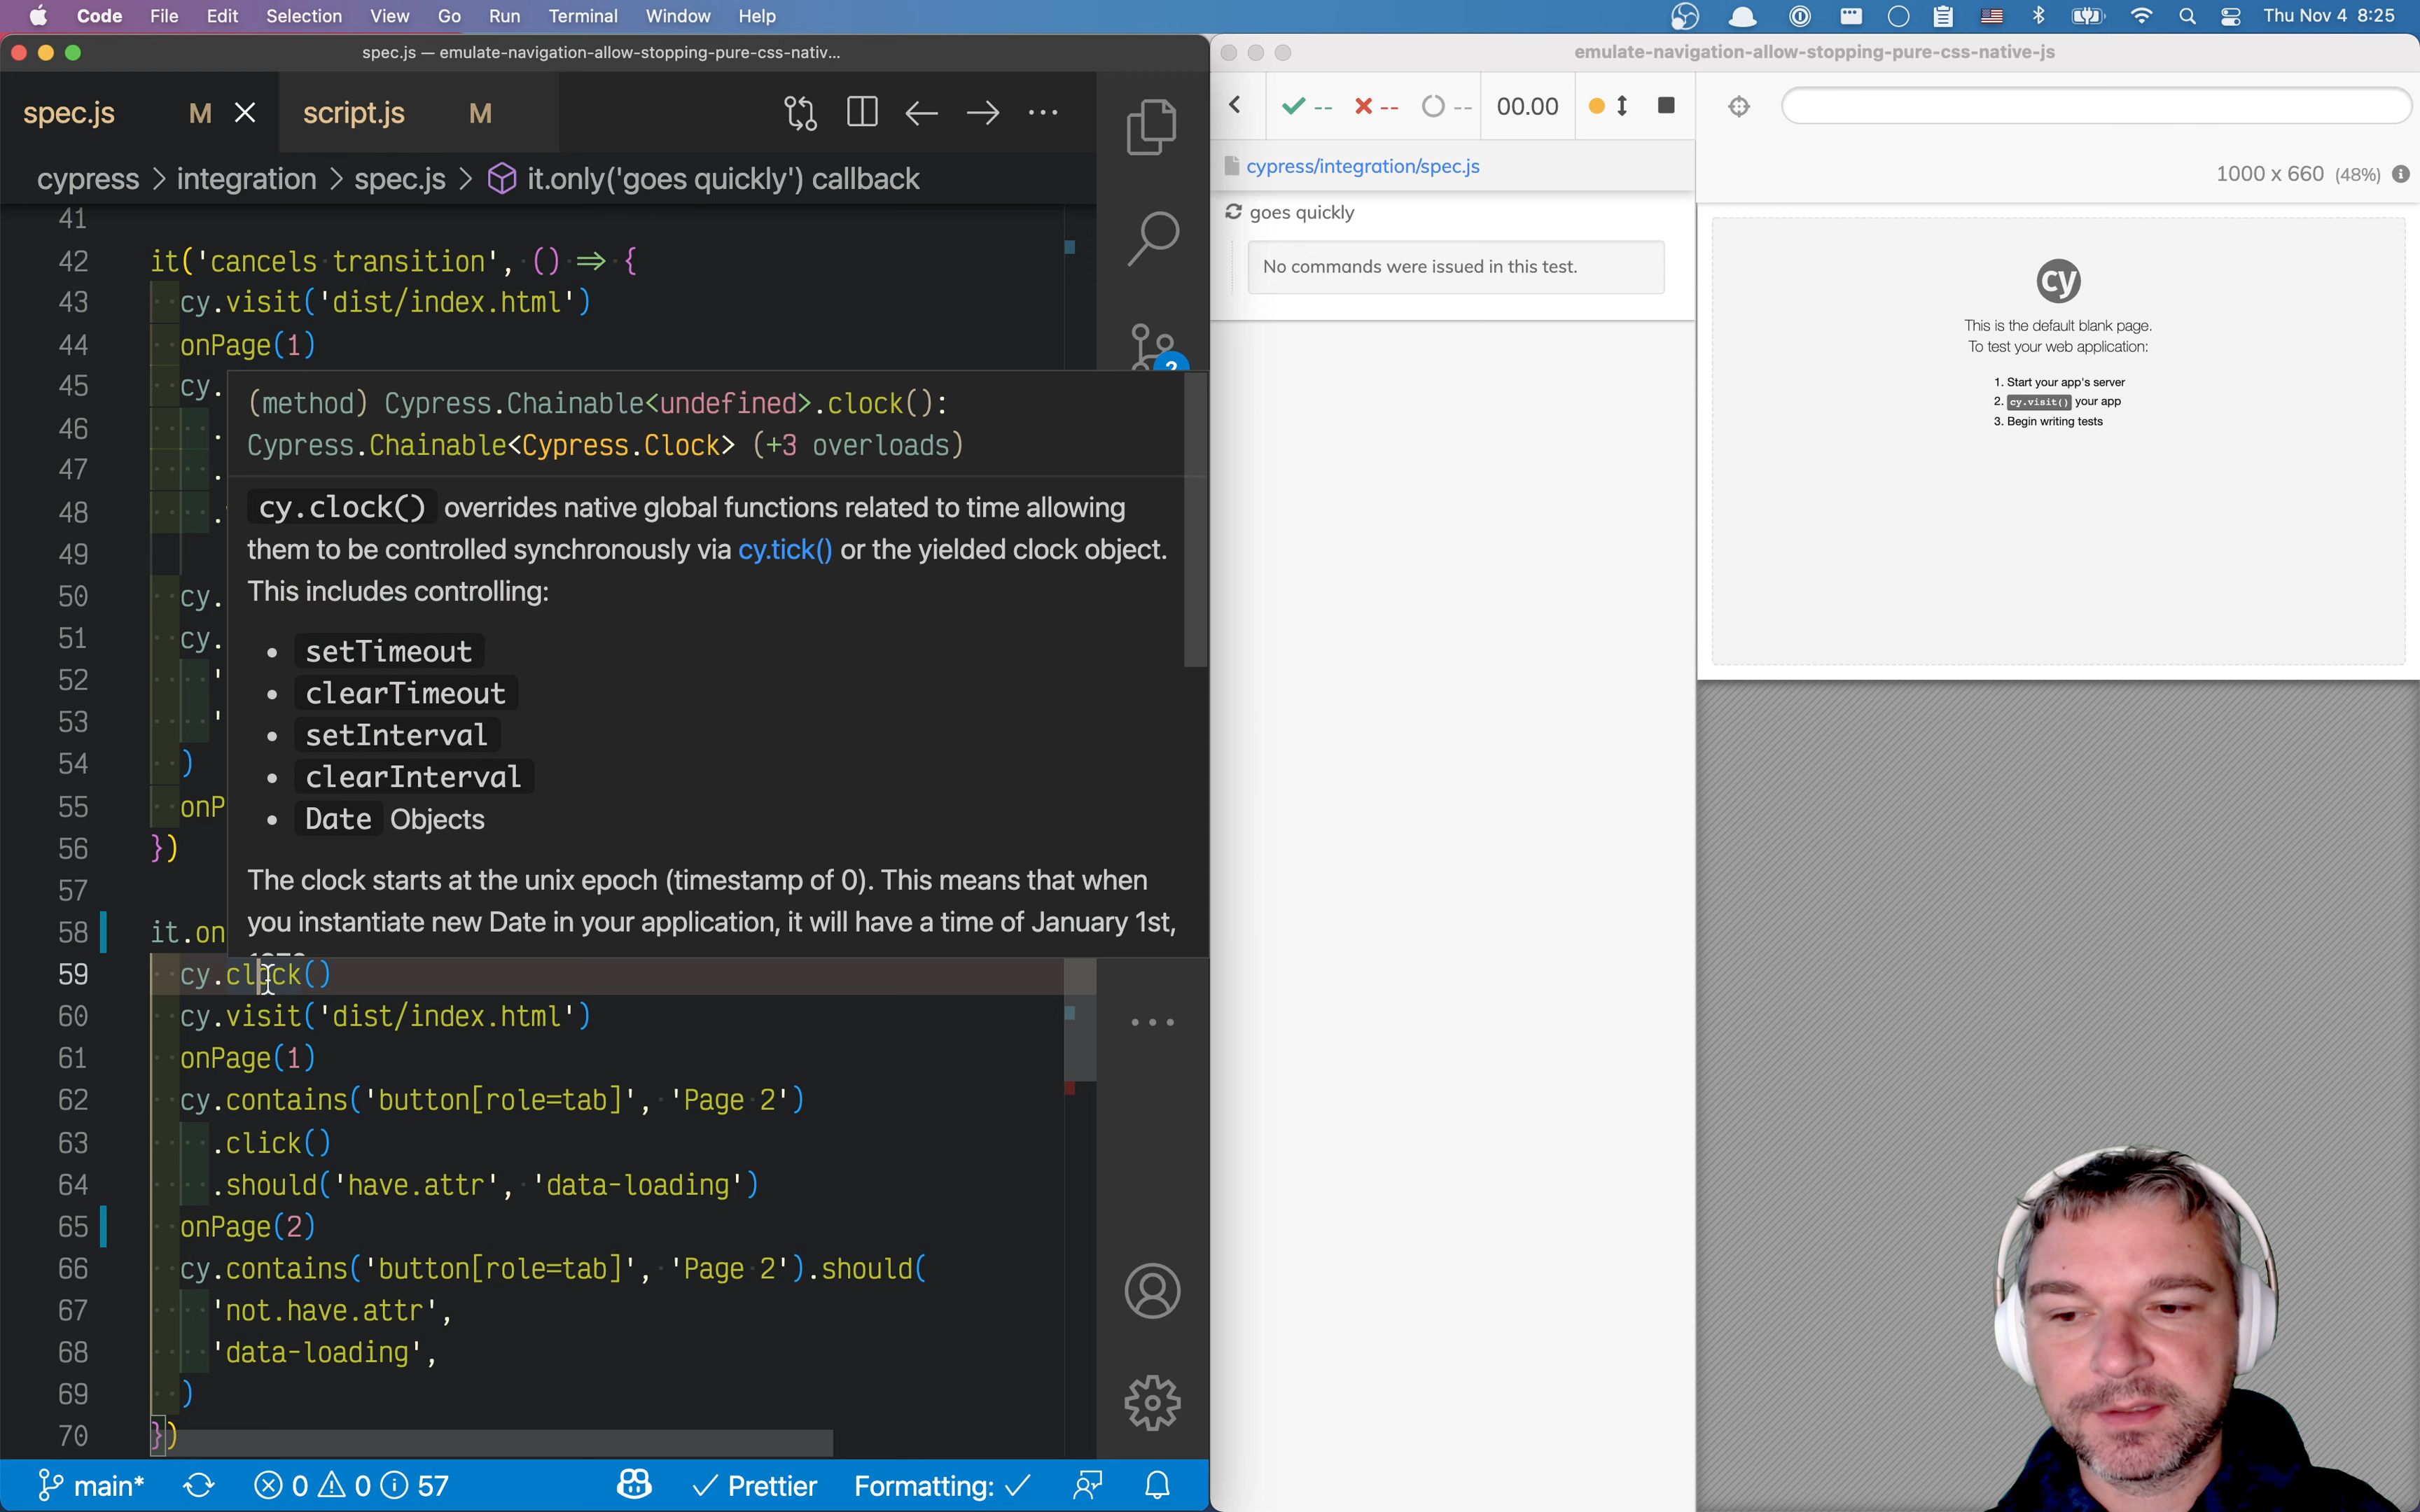 Code File Edit Selection View Go Run Terminal Window Help
Thu Nov 4 8:25
spec.js — emulate-navigation-allow-stopping-pure-css-nativ...
spec.js M
script.js M
cypress > integration > spec.js > it.only('goes quickly') callback
41
42 it('cancels transition', () => {
43 cy.visit('dist/index.html')
44 onPage(1)
45 cy.
46 .
47 .
48 .
49
50 cy.
51 cy.
52 '
53 '
54 )
55 onP
56 })
57
58 it.on
(method) Cypress.Chainable<undefined>.clock():
Cypress.Chainable<Cypress.Clock> (+3 overloads)
cy.clock() overrides native global functions related to time allowing
them to be controlled synchronously via cy.tick() or the yielded clock object.
This includes controlling:
• setTimeout
• clearTimeout
• setInterval
• clearInterval
• Date Objects
The clock starts at the unix epoch (timestamp of 0). This means that when
you instantiate new Date in your application, it will have a time of January 1st,
59 cy.clock()
60 cy.visit('dist/index.html')
61 onPage(1)
62 cy.contains('button[role=tab]', 'Page 2')
63 .click()
64 .should('have.attr', 'data-loading')
65 onPage(2)
66 cy.contains('button[role=tab]', 'Page 2').should(
67 'not.have.attr',
68 'data-loading',
69 )
70 })
main* 0 0 57 Prettier Formatting:
emulate-navigation-allow-stopping-pure-css-native-js
-- -- -- 00.00
cypress/integration/spec.js
goes quickly
No commands were issued in this test.
1000 x 660 (48%)
cy
This is the default blank page.
To test your web application:
1. Start your app's server
2. cy.visit() your app
3. Begin writing tests